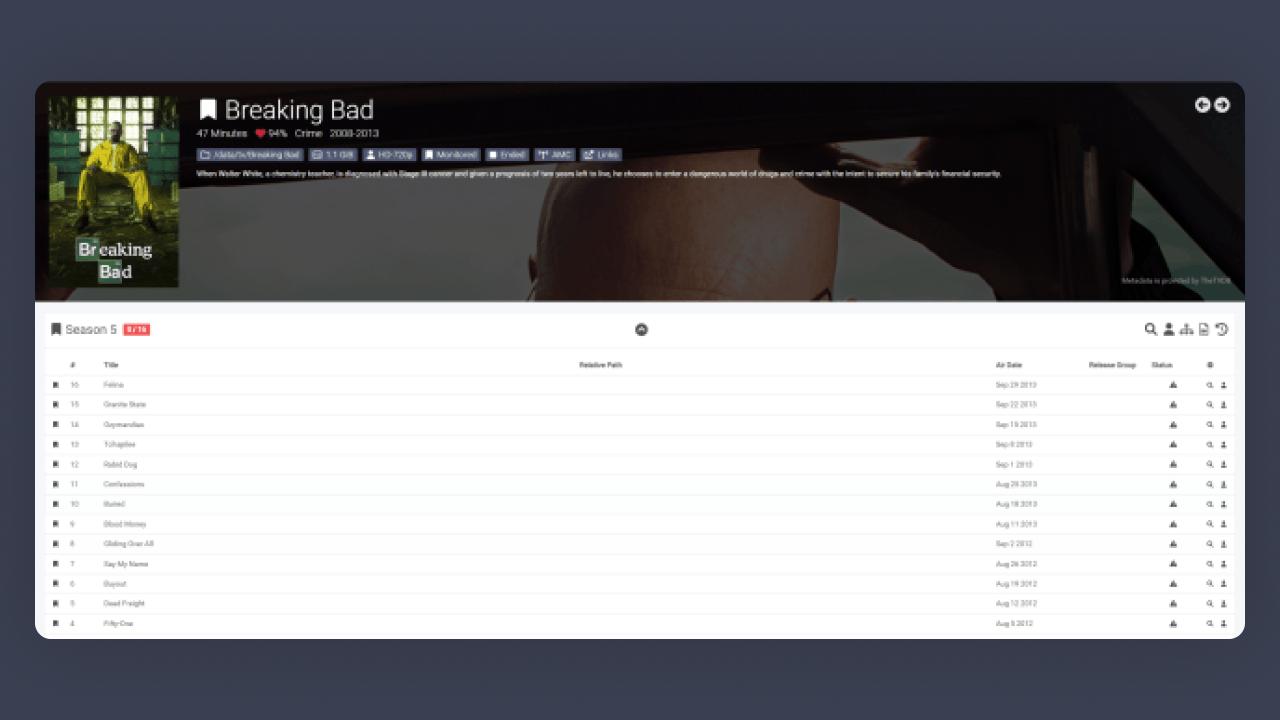 Breaking Bad
47 Minutes 94% Crime 2008-2013
/data/tv/Breaking Bad 1.1 GiB HD-720p Monitored Ended AMC Links
When Walter White, a chemistry teacher, is diagnosed with Stage III cancer and given a prognosis of two years left to live, he chooses to enter a dangerous world of drugs and crime with the intent to secure his family's financial security.
Breaking
Bad
Metadata is provided by TheTVDB
Season 5 0 / 16
# Title Relative Path Air Date Release Group Status
16 Felina Sep 29 2013
15 Granite State Sep 22 2013
14 Ozymandias Sep 15 2013
13 To'hajiilee Sep 8 2013
12 Rabid Dog Sep 1 2013
11 Confessions Aug 25 2013
10 Buried Aug 18 2013
9 Blood Money Aug 11 2013
8 Gliding Over All Sep 2 2012
7 Say My Name Aug 26 2012
6 Buyout Aug 19 2012
5 Dead Freight Aug 12 2012
4 Fifty-One Aug 5 2012